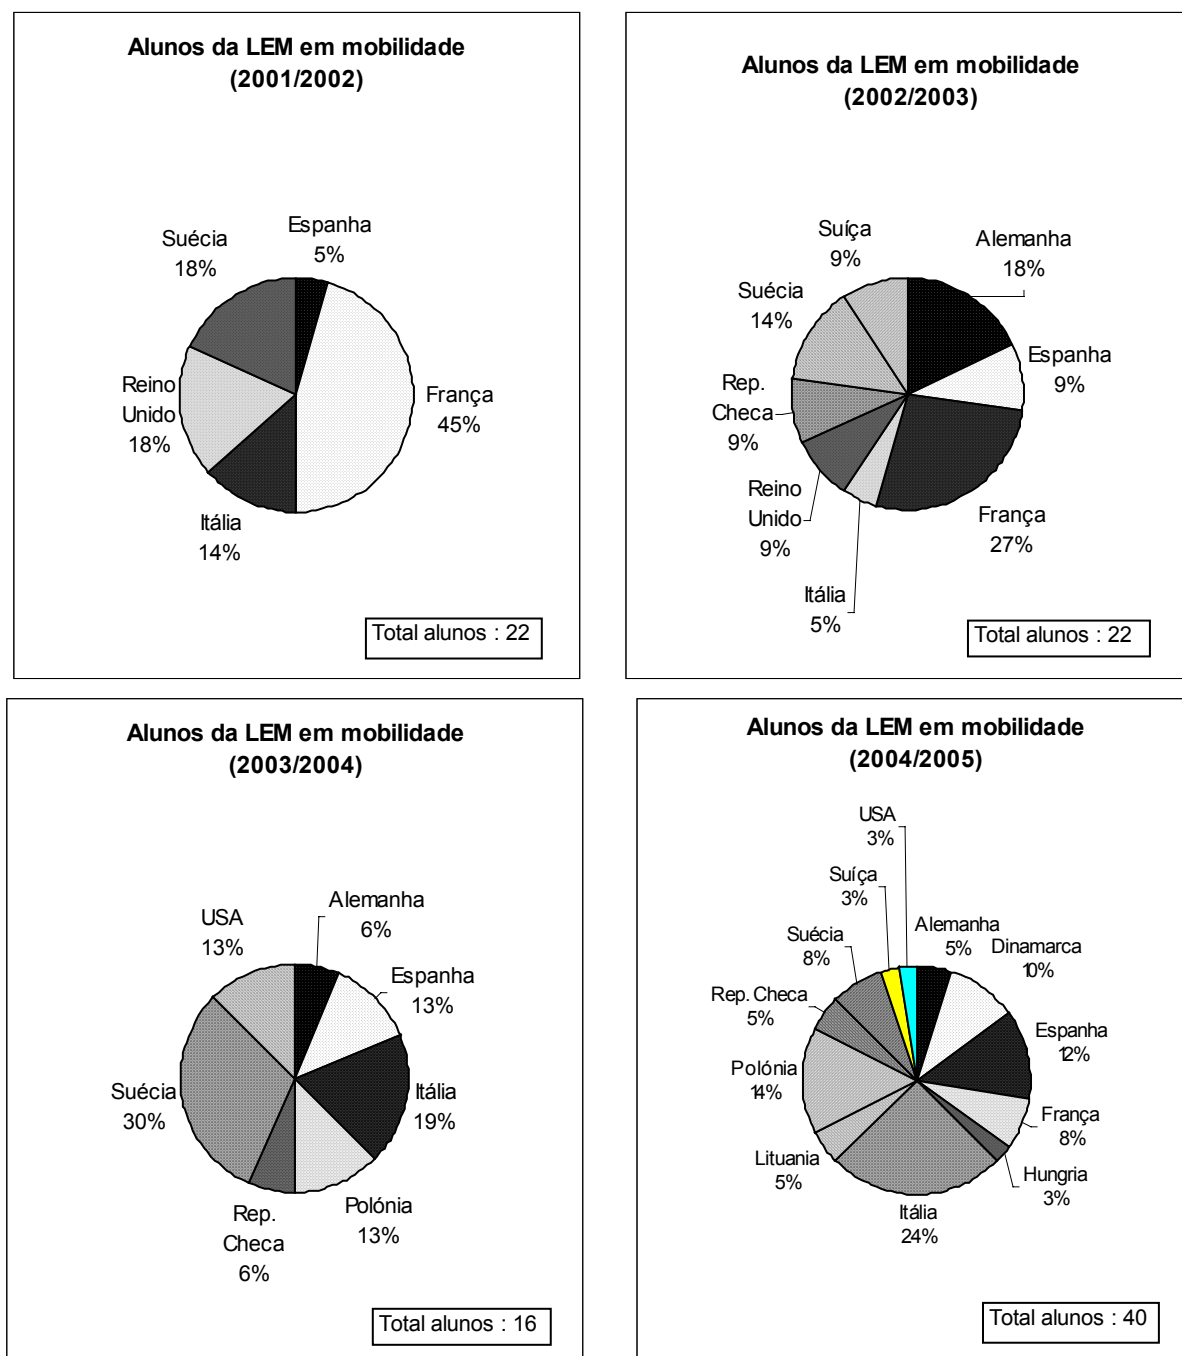 Alunos da LEM em mobilidade
(2001/2002)
Espanha
5%
França
45%
Itália
14%
Reino
Unido
18%
Suécia
18%
Total alunos : 22
Alunos da LEM em mobilidade
(2002/2003)
Alemanha
18%
Espanha
9%
França
27%
Itália
5%
Reino
Unido
9%
Rep.
Checa
9%
Suécia
14%
Suíça
9%
Total alunos : 22
Alunos da LEM em mobilidade
(2003/2004)
Alemanha
6%
Espanha
13%
Itália
19%
Polónia
13%
Rep.
Checa
6%
Suécia
30%
USA
13%
Total alunos : 16
Alunos da LEM em mobilidade
(2004/2005)
Alemanha
5%
Dinamarca
10%
Espanha
12%
França
8%
Hungria
3%
Itália
24%
Lituania
5%
Polónia
14%
Rep. Checa
5%
Suécia
8%
Suíça
3%
USA
3%
Total alunos : 40